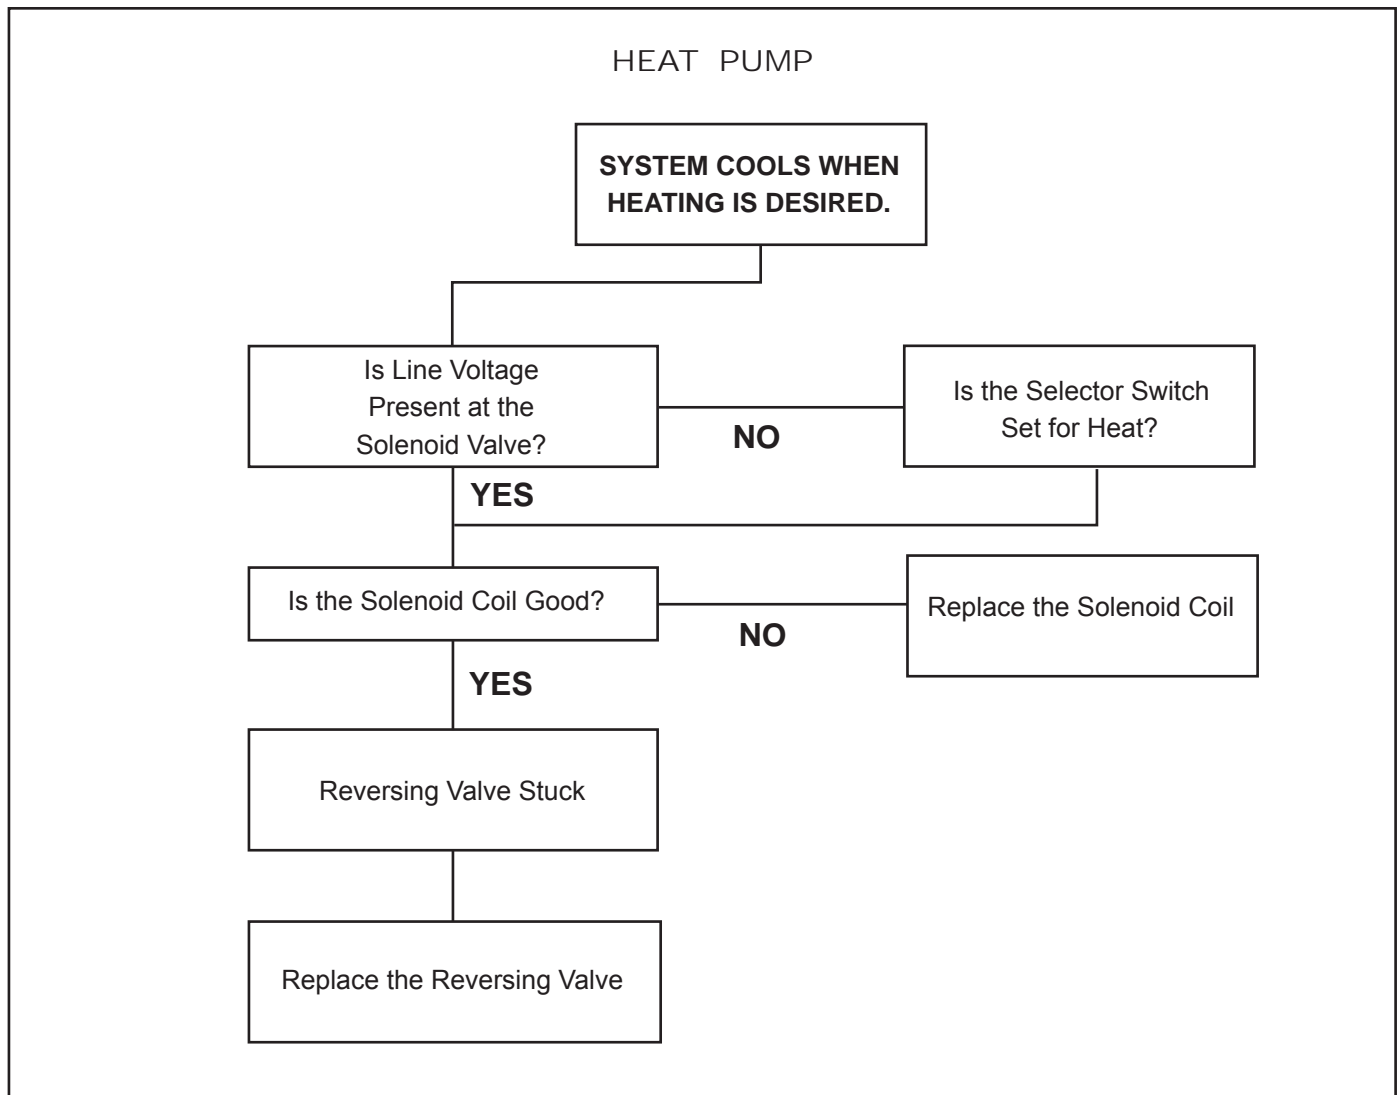 HEAT PUMP
SYSTEM COOLS WHEN
HEATING IS DESIRED.
Is Line Voltage
Present at the
Solenoid Valve?
NO
Is the Selector Switch
Set for Heat?
YES
Is the Solenoid Coil Good?
NO
Replace the Solenoid Coil
YES
Reversing Valve Stuck
Replace the Reversing Valve